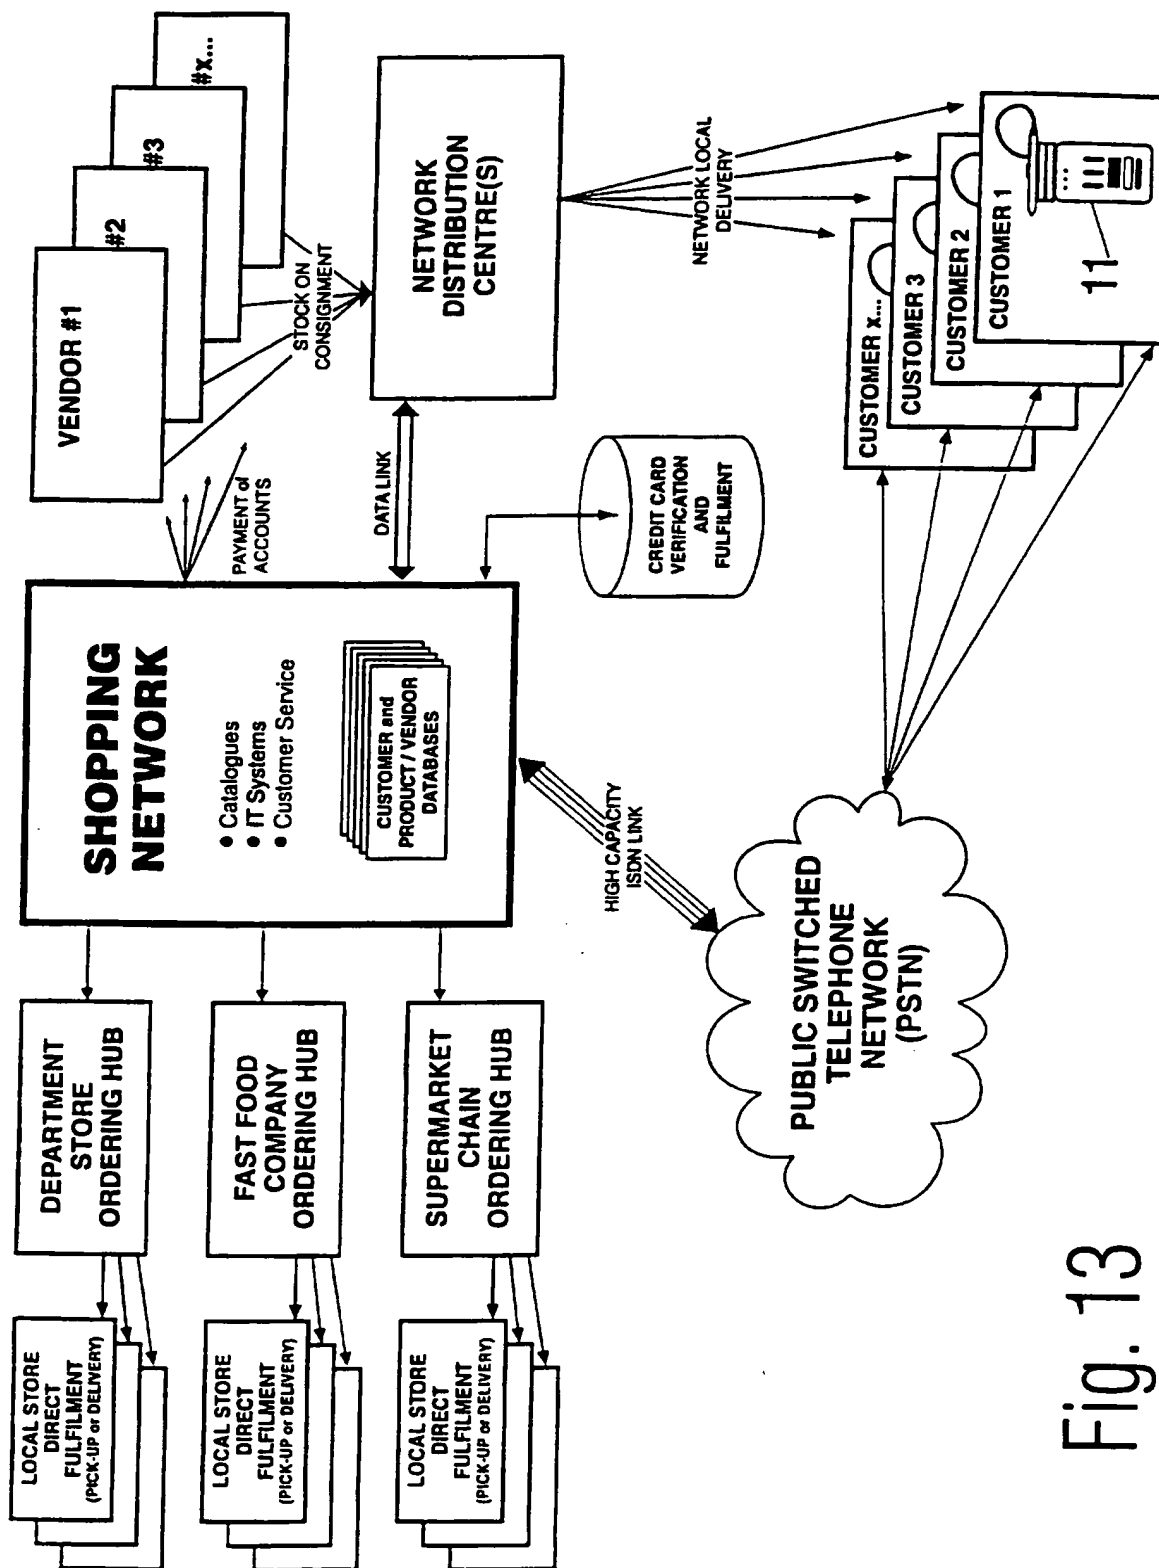 LOCAL STORE
DIRECT
FULFILMENT
(PICK-UP or DELIVERY)
DEPARTMENT
STORE
ORDERING HUB
LOCAL STORE
DIRECT
FULFILMENT
(PICK-UP or DELIVERY)
FAST FOOD
COMPANY
ORDERING HUB
LOCAL STORE
DIRECT
FULFILMENT
(PICK-UP or DELIVERY)
SUPERMARKET
CHAIN
ORDERING HUB
SHOPPING
NETWORK
• Catalogues
• IT Systems
• Customer Service
CUSTOMER and
PRODUCT / VENDOR
DATABASES
PAYMENT of
ACCOUNTS
VENDOR #1
#2
#3
#x...
STOCK ON
CONSIGNMENT
DATA LINK
NETWORK
DISTRIBUTION
CENTRE(S)
CREDIT CARD
VERIFICATION
AND
FULFILMENT
HIGH CAPACITY
ISDN LINK
NETWORK LOCAL
DELIVERY
PUBLIC SWITCHED
TELEPHONE
NETWORK
(PSTN)
CUSTOMER x...
CUSTOMER 3
CUSTOMER 2
CUSTOMER 1
11
Fig. 13